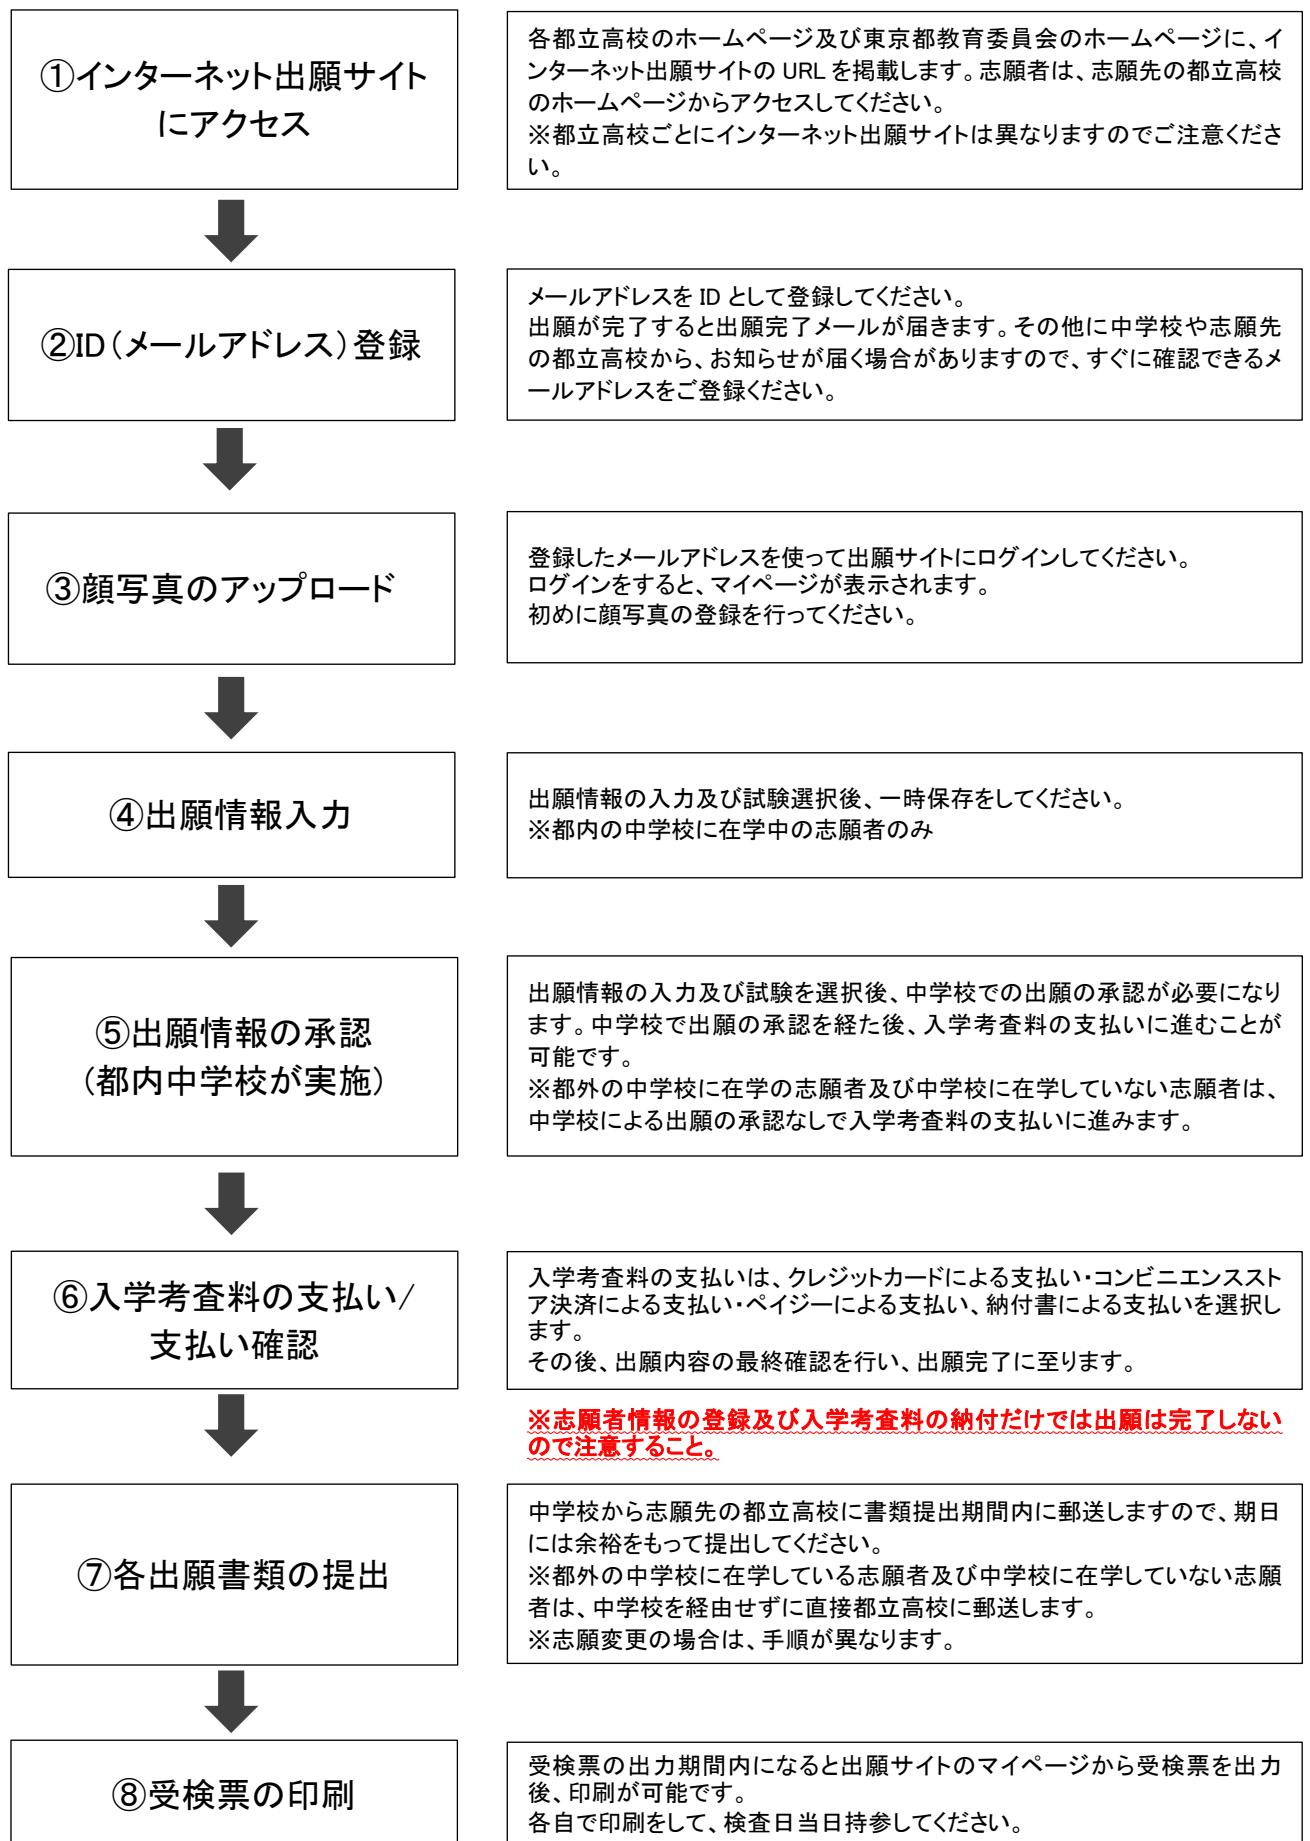 ①インターネット出願サイト
にアクセス
各都立高校のホームページ及び東京都教育委員会のホームページに、イ
ンターネット出願サイトの URL を掲載します。志願者は、志願先の都立高校
のホームページからアクセスしてください。
※都立高校ごとにインターネット出願サイトは異なりますのでご注意くださ
い。
②ID（メールアドレス）登録
メールアドレスを ID として登録してください。
出願が完了すると出願完了メールが届きます。その他に中学校や志願先
の都立高校から、お知らせが届く場合がありますので、すぐに確認できるメ
ールアドレスをご登録ください。
③顔写真のアップロード
登録したメールアドレスを使って出願サイトにログインしてください。
ログインをすると、マイページが表示されます。
初めに顔写真の登録を行ってください。
④出願情報入力
出願情報の入力及び試験選択後、一時保存をしてください。
※都内の中学校に在学中の志願者のみ
⑤出願情報の承認
（都内中学校が実施）
出願情報の入力及び試験を選択後、中学校での出願の承認が必要になり
ます。中学校で出願の承認を経た後、入学考査料の支払いに進むことが
可能です。
※都外の中学校に在学の志願者及び中学校に在学していない志願者は、
中学校による出願の承認なしで入学考査料の支払いに進みます。
⑥入学考査料の支払い/
支払い確認
入学考査料の支払いは、クレジットカードによる支払い・コンビニエンススト
ア決済による支払い・ペイジーによる支払い、納付書による支払いを選択し
ます。
その後、出願内容の最終確認を行い、出願完了に至ります。
※志願者情報の登録及び入学考査料の納付だけでは出願は完了しない
ので注意すること。
⑦各出願書類の提出
中学校から志願先の都立高校に書類提出期間内に郵送しますので、期日
には余裕をもって提出してください。
※都外の中学校に在学している志願者及び中学校に在学していない志願
者は、中学校を経由せずに直接都立高校に郵送します。
※志願変更の場合は、手順が異なります。
⑧受検票の印刷
受検票の出力期間内になると出願サイトのマイページから受検票を出力
後、印刷が可能です。
各自で印刷をして、検査日当日持参してください。